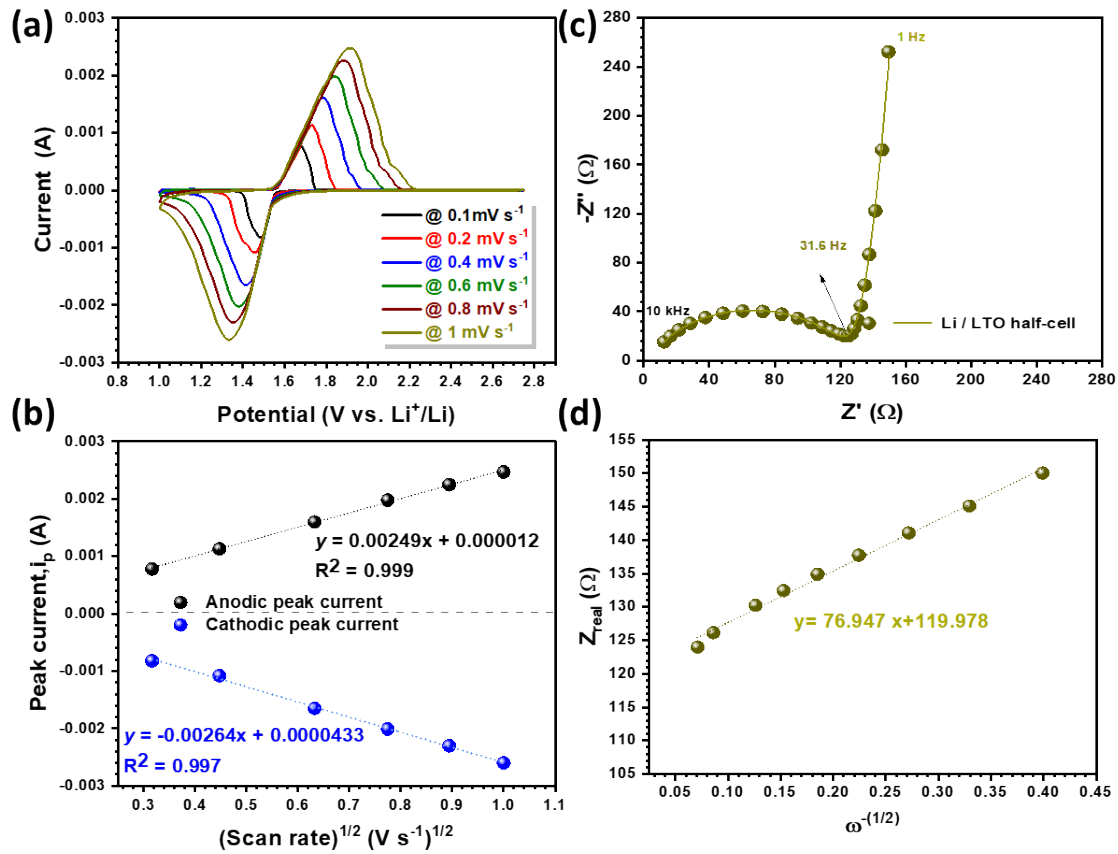 (a)
0.003
0.002
0.001
0.000
-0.001
-0.002
-0.003
Current (A)
@ 0.1mV s⁻¹
@ 0.2 mV s⁻¹
@ 0.4 mV s⁻¹
@ 0.6 mV s⁻¹
@ 0.8 mV s⁻¹
@ 1 mV s⁻¹
0.8 1.0 1.2 1.4 1.6 1.8 2.0 2.2 2.4 2.6 2.8
Potential (V vs. Li⁺/Li)
(c)
280
240
200
160
120
80
40
0
-Z'' (Ω)
1 Hz
31.6 Hz
10 kHz
Li / LTO half-cell
0 40 80 120 160 200 240 280
Z' (Ω)
(b)
0.003
0.002
0.001
0.000
-0.001
-0.002
-0.003
Peak current,iₚ (A)
y = 0.00249x + 0.000012
R² = 0.999
Anodic peak current
Cathodic peak current
y = -0.00264x + 0.0000433
R² = 0.997
0.3 0.4 0.5 0.6 0.7 0.8 0.9 1.0
(Scan rate)¹/² (V s⁻¹)¹/²
(d)
155
150
145
140
135
130
125
120
115
110
105
Zreal (Ω)
y= 76.947 x+119.978
0.00 0.05 0.10 0.15 0.20 0.25 0.30 0.35 0.40 0.45
ω⁻⁽¹/²⁾